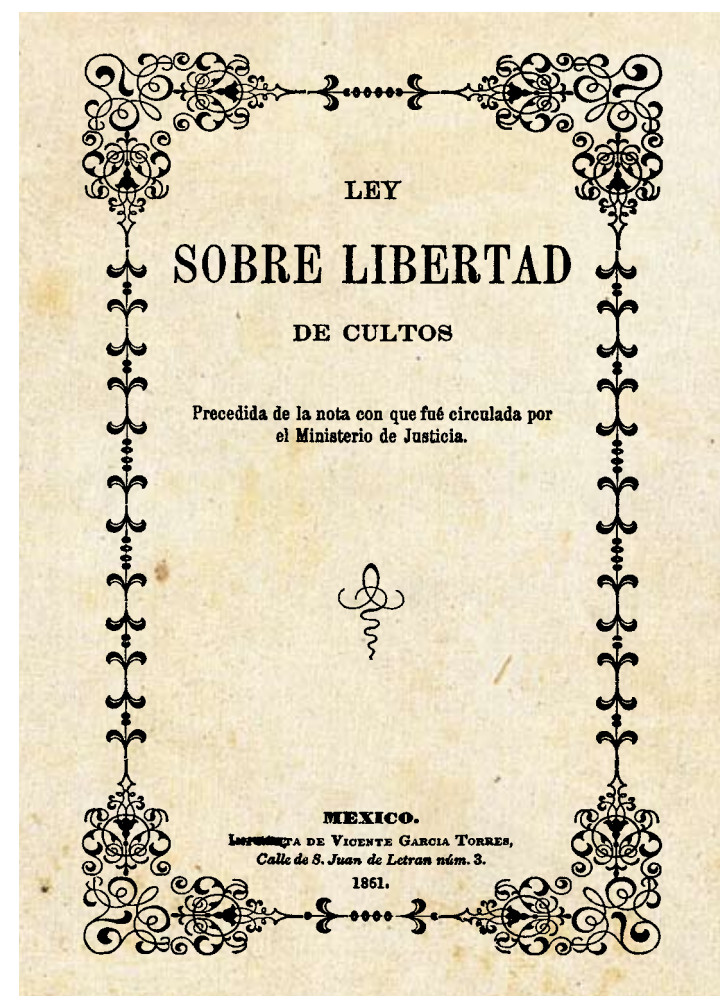 LEY
SOBRE LIBERTAD
DE CULTOS
Precedida de la nota con que fué circulada por
el Ministerio de Justicia.
MEXICO.
DE VICENTE GARCIA TORRES,
Calle de S. Juan de Letran núm. 3.
1861.